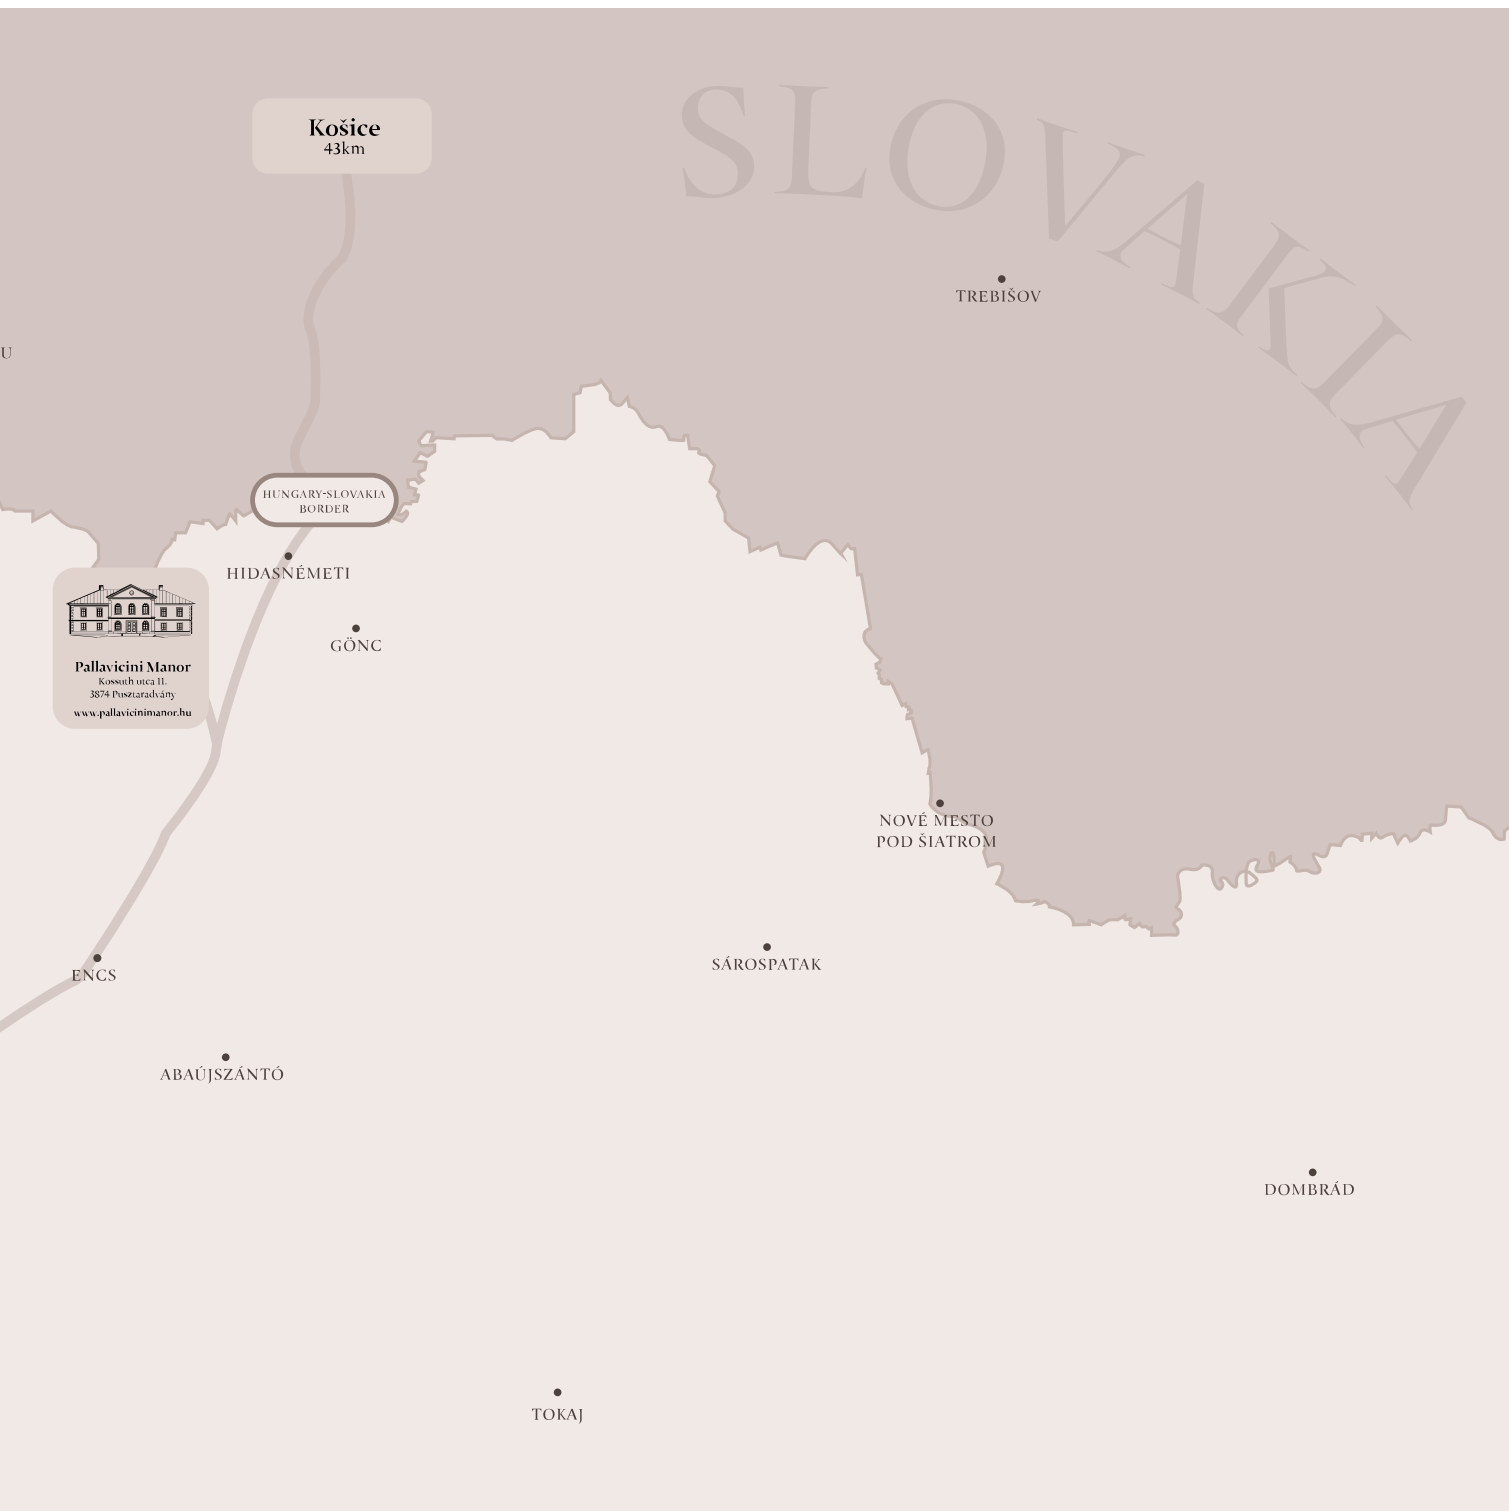 SLOVAKIA
Košice
43km
TREBIŠOV
U
HUNGARY-SLOVAKIA
BORDER
HIDASNÉMETI
GÖNC
Pallavicini Manor
Kossuth utca 11.
3874 Pusztaradvány
www.pallavicinimanor.hu
NOVÉ MESTO
POD ŠIATROM
SÁROSPATAK
ENCS
ABAÚJSZÁNTÓ
DOMBRÁD
TOKAJ